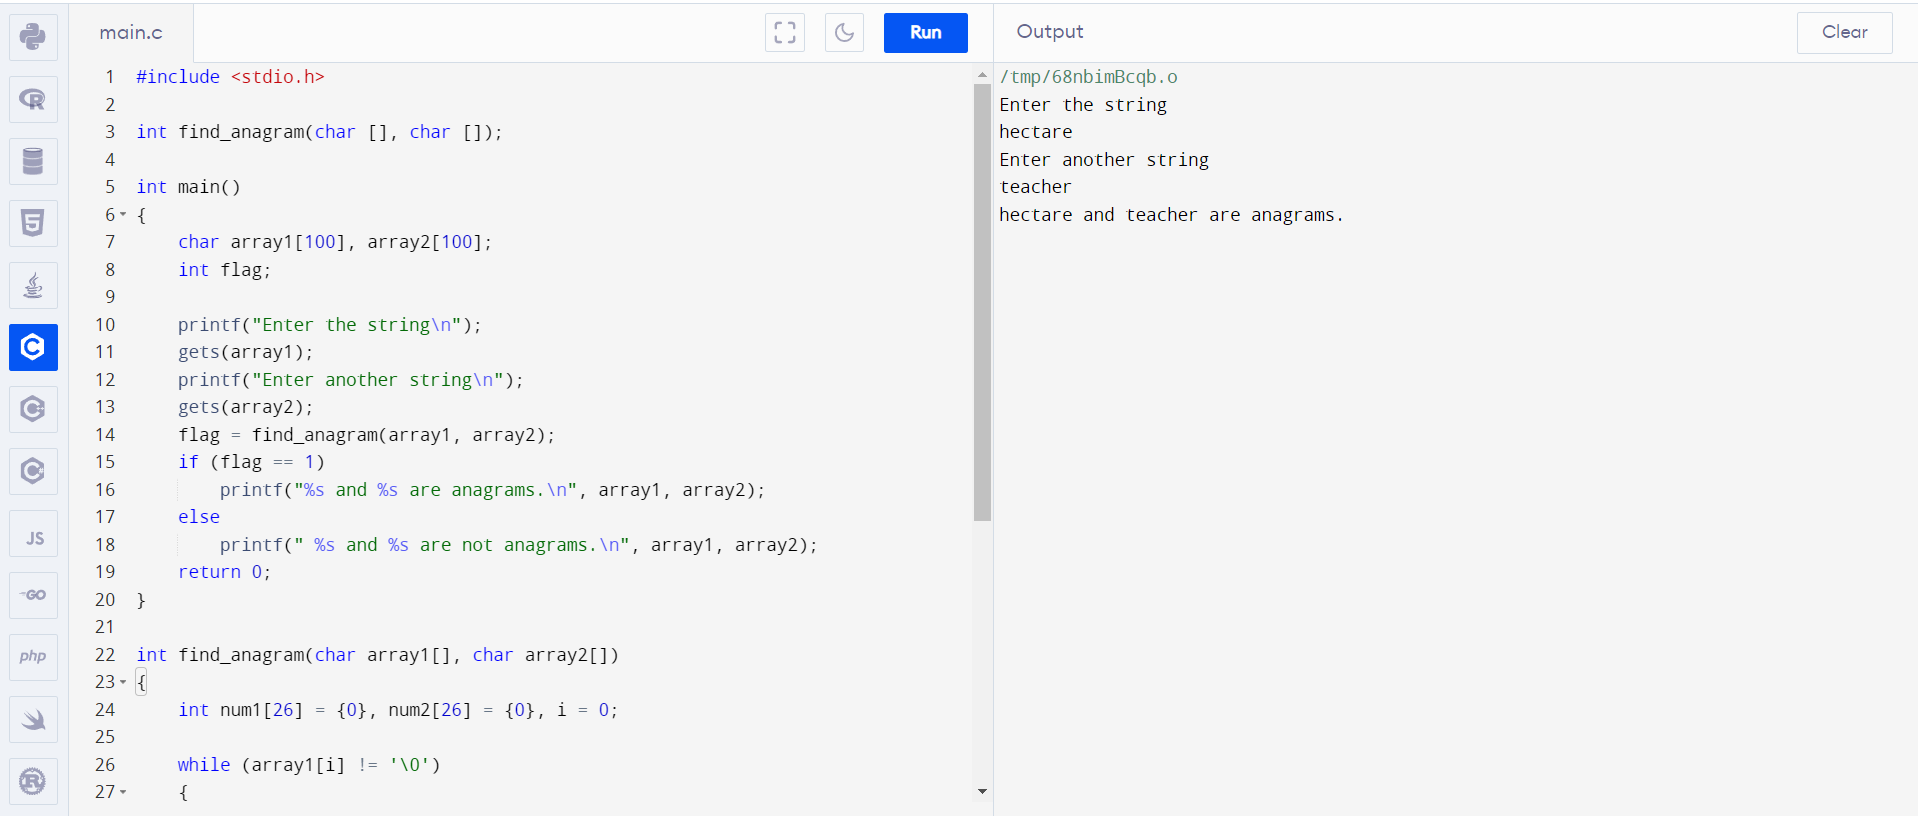 main.c
Run
Output
Clear
1 #include <stdio.h>
2
3 int find_anagram(char [], char []);
4
5 int main()
6 {
7     char array1[100], array2[100];
8     int flag;
9
10     printf("Enter the string\n");
11     gets(array1);
12     printf("Enter another string\n");
13     gets(array2);
14     flag = find_anagram(array1, array2);
15     if (flag == 1)
16         printf("%s and %s are anagrams.\n", array1, array2);
17     else
18         printf(" %s and %s are not anagrams.\n", array1, array2);
19     return 0;
20 }
21
22 int find_anagram(char array1[], char array2[])
23 {
24     int num1[26] = {0}, num2[26] = {0}, i = 0;
25
26     while (array1[i] != '\0')
27     {
/tmp/68nbimBcqb.o
Enter the string
hectare
Enter another string
teacher
hectare and teacher are anagrams.
R
5
C
C
C
JS
GO
php
R